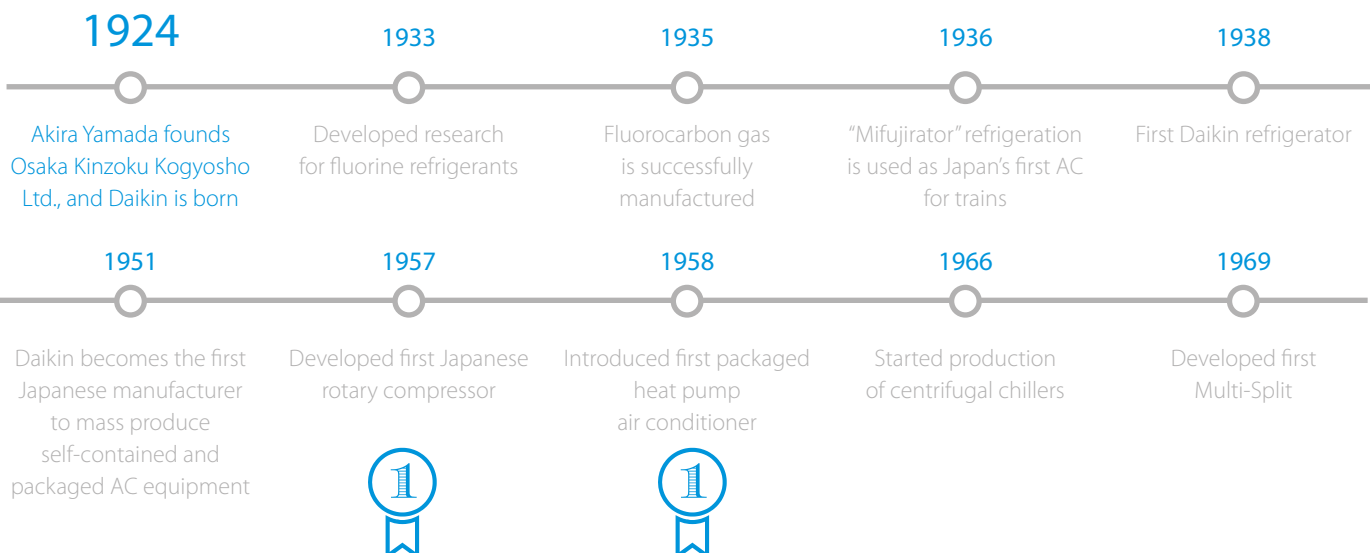 1924
Akira Yamada founds
Osaka Kinzoku Kogyosho
Ltd., and Daikin is born
1933
Developed research
for fluorine refrigerants
1935
Fluorocarbon gas
is successfully
manufactured
1936
“Mifujirator” refrigeration
is used as Japan’s first AC
for trains
1938
First Daikin refrigerator
1951
Daikin becomes the first
Japanese manufacturer
to mass produce
self-contained and
packaged AC equipment
1957
Developed first Japanese
rotary compressor
1
1958
Introduced first packaged
heat pump
air conditioner
1
1966
Started production
of centrifugal chillers
1969
Developed first
Multi-Split